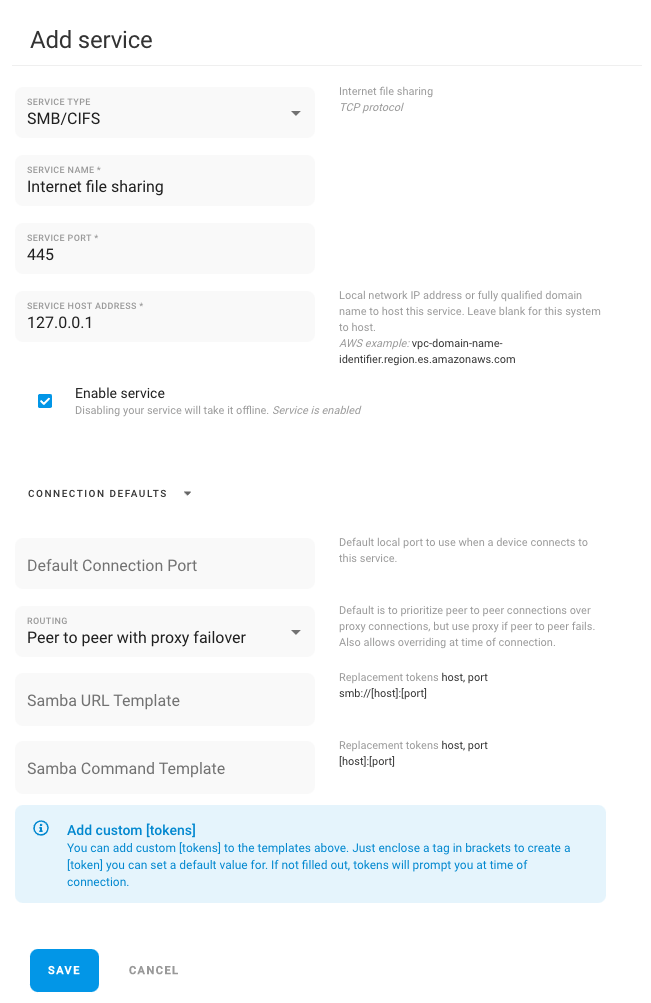 Add service
SERVICE TYPE
SMB/CIFS
Internet file sharing
TCP protocol
SERVICE NAME *
Internet file sharing
SERVICE PORT *
445
SERVICE HOST ADDRESS *
127.0.0.1
Local network IP address or fully qualified domain
name to host this service. Leave blank for this system
to host.
AWS example: vpc-domain-name-
identifier.region.es.amazonaws.com
Enable service
Disabling your service will take it offline. Service is enabled
CONNECTION DEFAULTS
Default Connection Port
Default local port to use when a device connects to
this service.
ROUTING
Peer to peer with proxy failover
Default is to prioritize peer to peer connections over
proxy connections, but use proxy if peer to peer fails.
Also allows overriding at time of connection.
Samba URL Template
Replacement tokens host, port
smb://[host]:[port]
Samba Command Template
Replacement tokens host, port
[host]:[port]
Add custom [tokens]
You can add custom [tokens] to the templates above. Just enclose a tag in brackets to create a
[token] you can set a default value for. If not filled out, tokens will prompt you at time of
connection.
SAVE
CANCEL